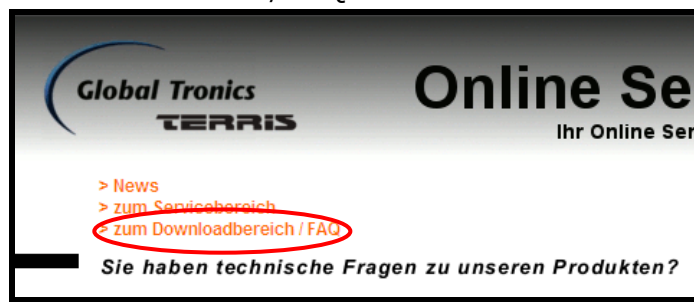 Global Tronics
TERRIS
Online Se
Ihr Online Ser
> News
> zum Servicebereich
> zum Downloadbereich / FAQ
Sie haben technische Fragen zu unseren Produkten?